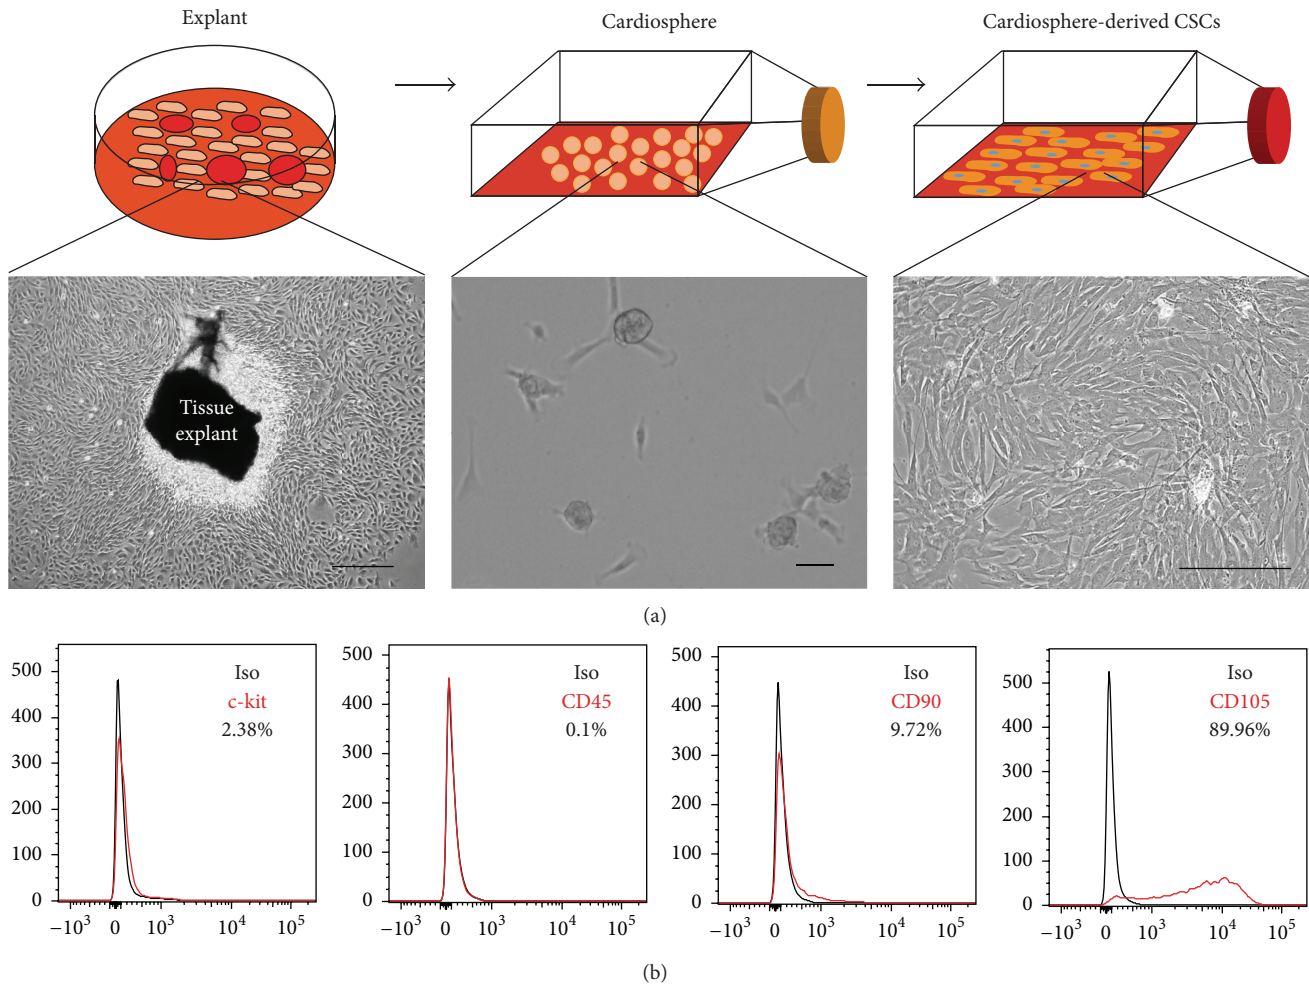 Explant
Cardiosphere
Cardiosphere-derived CSCs
Tissue
explant
(a)
500
400
300
200
100
0
−10³ 0 10³ 10⁴ 10⁵
Iso
c-kit
2.38%
500
400
300
200
100
0
−10³ 0 10³ 10⁴ 10⁵
Iso
CD45
0.1%
500
400
300
200
100
0
−10³ 0 10³ 10⁴ 10⁵
Iso
CD90
9.72%
500
400
300
200
100
0
−10³ 0 10³ 10⁴ 10⁵
Iso
CD105
89.96%
(b)